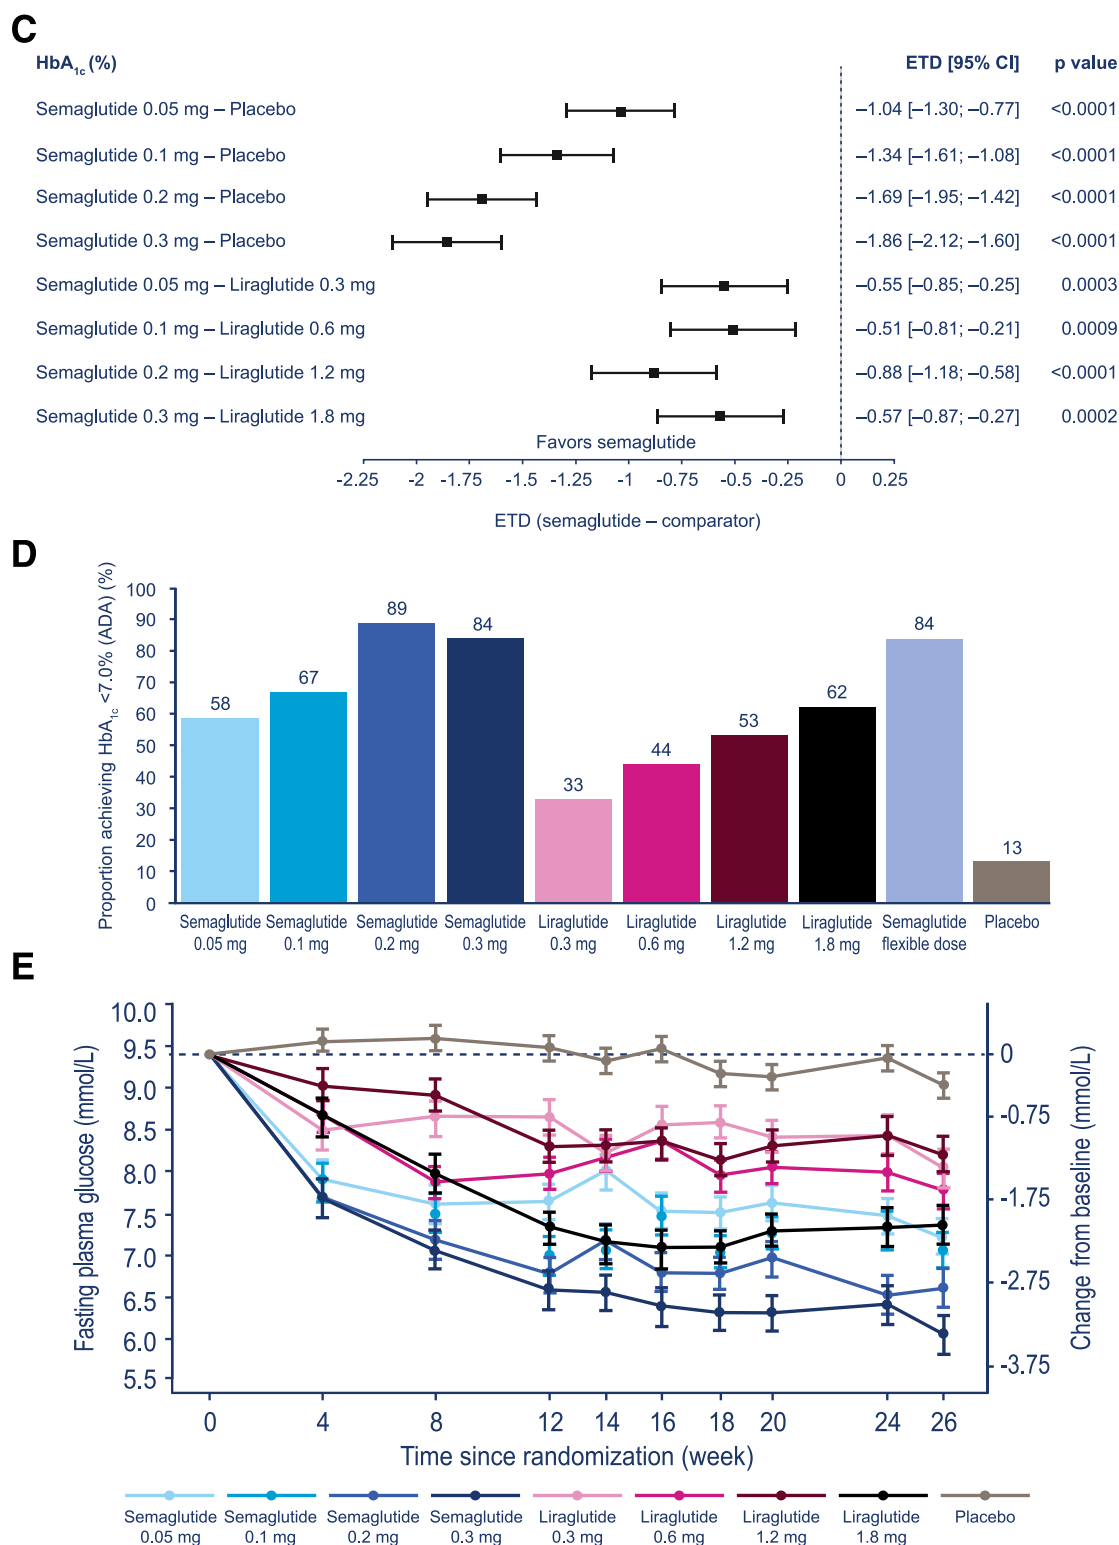 C
HbA1c (%) ETD [95% CI] p value
Semaglutide 0.05 mg – Placebo –1.04 [–1.30; –0.77] <0.0001
Semaglutide 0.1 mg – Placebo –1.34 [–1.61; –1.08] <0.0001
Semaglutide 0.2 mg – Placebo –1.69 [–1.95; –1.42] <0.0001
Semaglutide 0.3 mg – Placebo –1.86 [–2.12; –1.60] <0.0001
Semaglutide 0.05 mg – Liraglutide 0.3 mg –0.55 [–0.85; –0.25] 0.0003
Semaglutide 0.1 mg – Liraglutide 0.6 mg –0.51 [–0.81; –0.21] 0.0009
Semaglutide 0.2 mg – Liraglutide 1.2 mg –0.88 [–1.18; –0.58] <0.0001
Semaglutide 0.3 mg – Liraglutide 1.8 mg –0.57 [–0.87; –0.27] 0.0002
Favors semaglutide
-2.25 -2 -1.75 -1.5 -1.25 -1 -0.75 -0.5 -0.25 0 0.25
ETD (semaglutide – comparator)
D
Proportion achieving HbA1c <7.0% (ADA) (%)
100
90
80
70
60
50
40
30
20
10
0
58 67 89 84 33 44 53 62 84 13
Semaglutide 0.05 mg
Semaglutide 0.1 mg
Semaglutide 0.2 mg
Semaglutide 0.3 mg
Liraglutide 0.3 mg
Liraglutide 0.6 mg
Liraglutide 1.2 mg
Liraglutide 1.8 mg
Semaglutide flexible dose
Placebo
E
Fasting plasma glucose (mmol/L)
10.0
9.5
9.0
8.5
8.0
7.5
7.0
6.5
6.0
5.5
0
-0.75
-1.75
-2.75
-3.75
Change from baseline (mmol/L)
0 4 8 12 14 16 18 20 24 26
Time since randomization (week)
Semaglutide 0.05 mg
Semaglutide 0.1 mg
Semaglutide 0.2 mg
Semaglutide 0.3 mg
Liraglutide 0.3 mg
Liraglutide 0.6 mg
Liraglutide 1.2 mg
Liraglutide 1.8 mg
Placebo